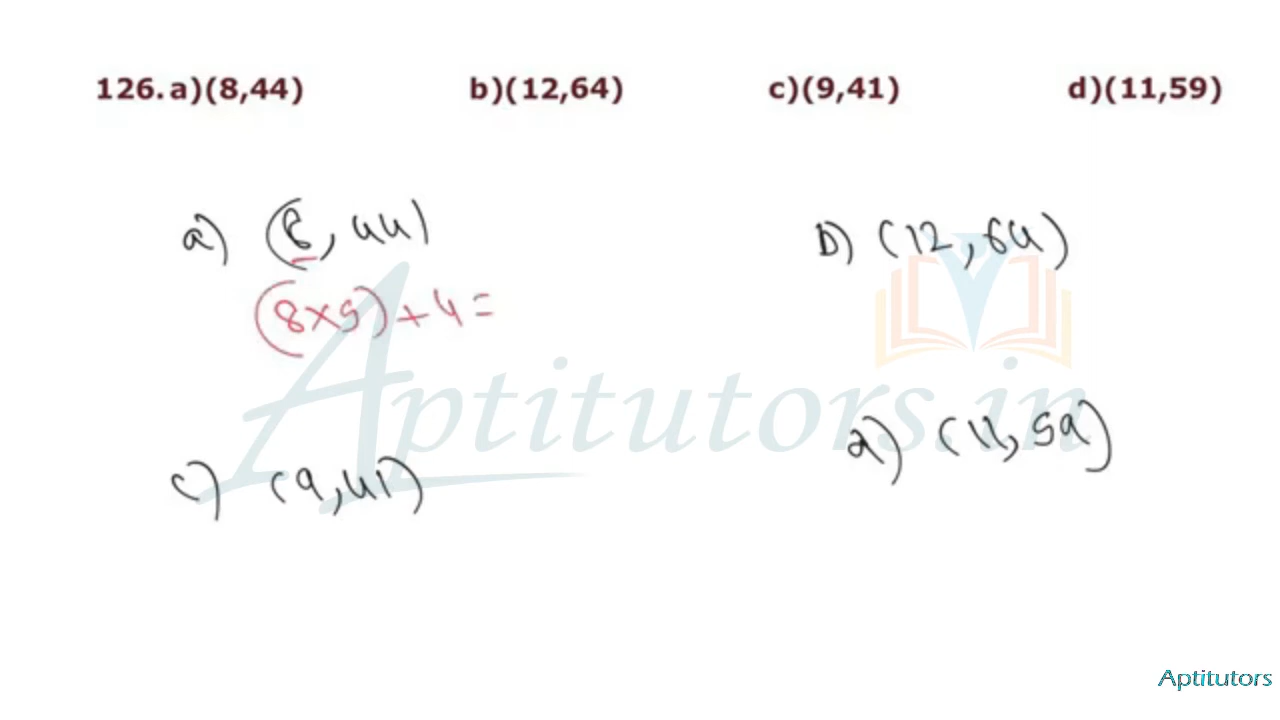 126. a)(8,44) b)(12,64) c)(9,41) d)(11,59)
a) (8, 44)
b) (12, 64)
(8×5) + 4 =
Aptitutors.in
c) (9, 41)
d) (11, 59)
Aptitutors